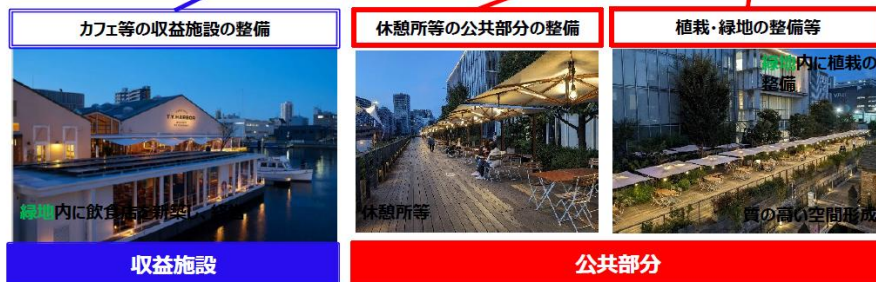 カフェ等の収益施設の整備
休憩所等の公共部分の整備
植栽・緑地の整備等
緑地内に植栽の
整備
T.Y.HARBOR
緑地内に飲食店を新築し、
休憩所等
質の高い空間形成
収益施設
公共部分